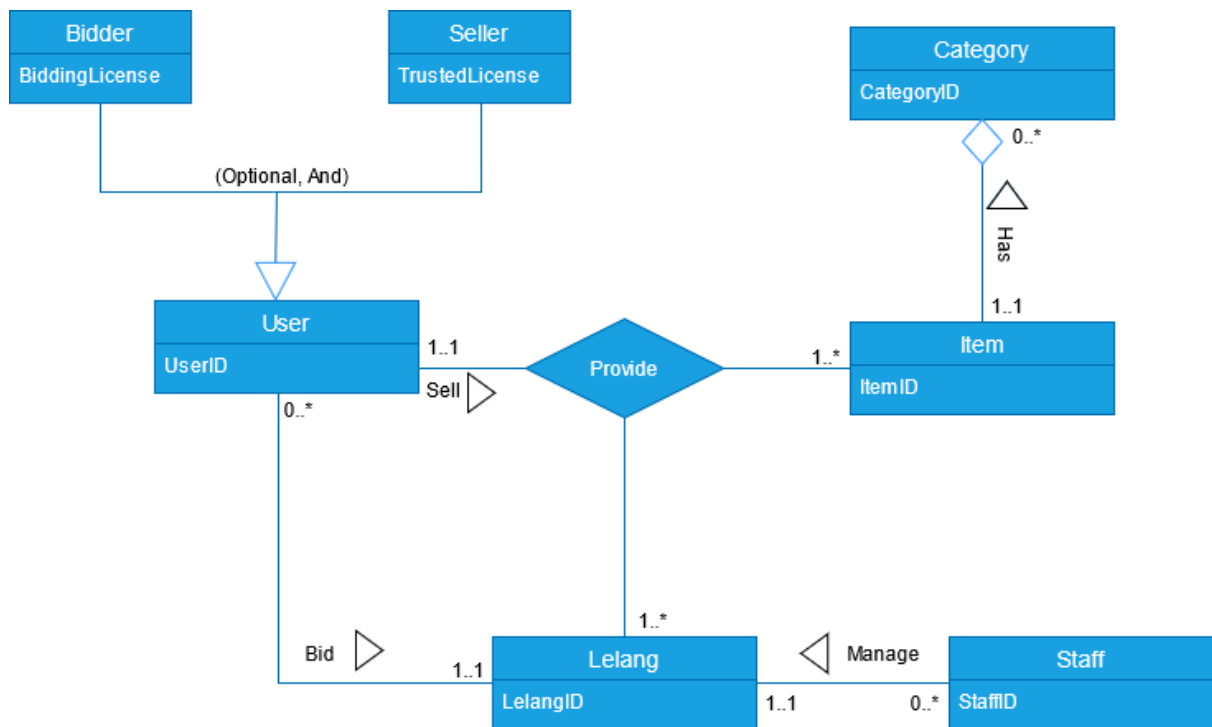 Bidder
BiddingLicense
Seller
TrustedLicense
Category
CategoryID
0..*
(Optional, And)
Has
1..1
User
UserID
1..1
Sell
Provide
1..*
Item
ItemID
0..*
Bid
1..1
1..*
Lelang
LelangID
Manage
1..1
0..*
Staff
StaffID